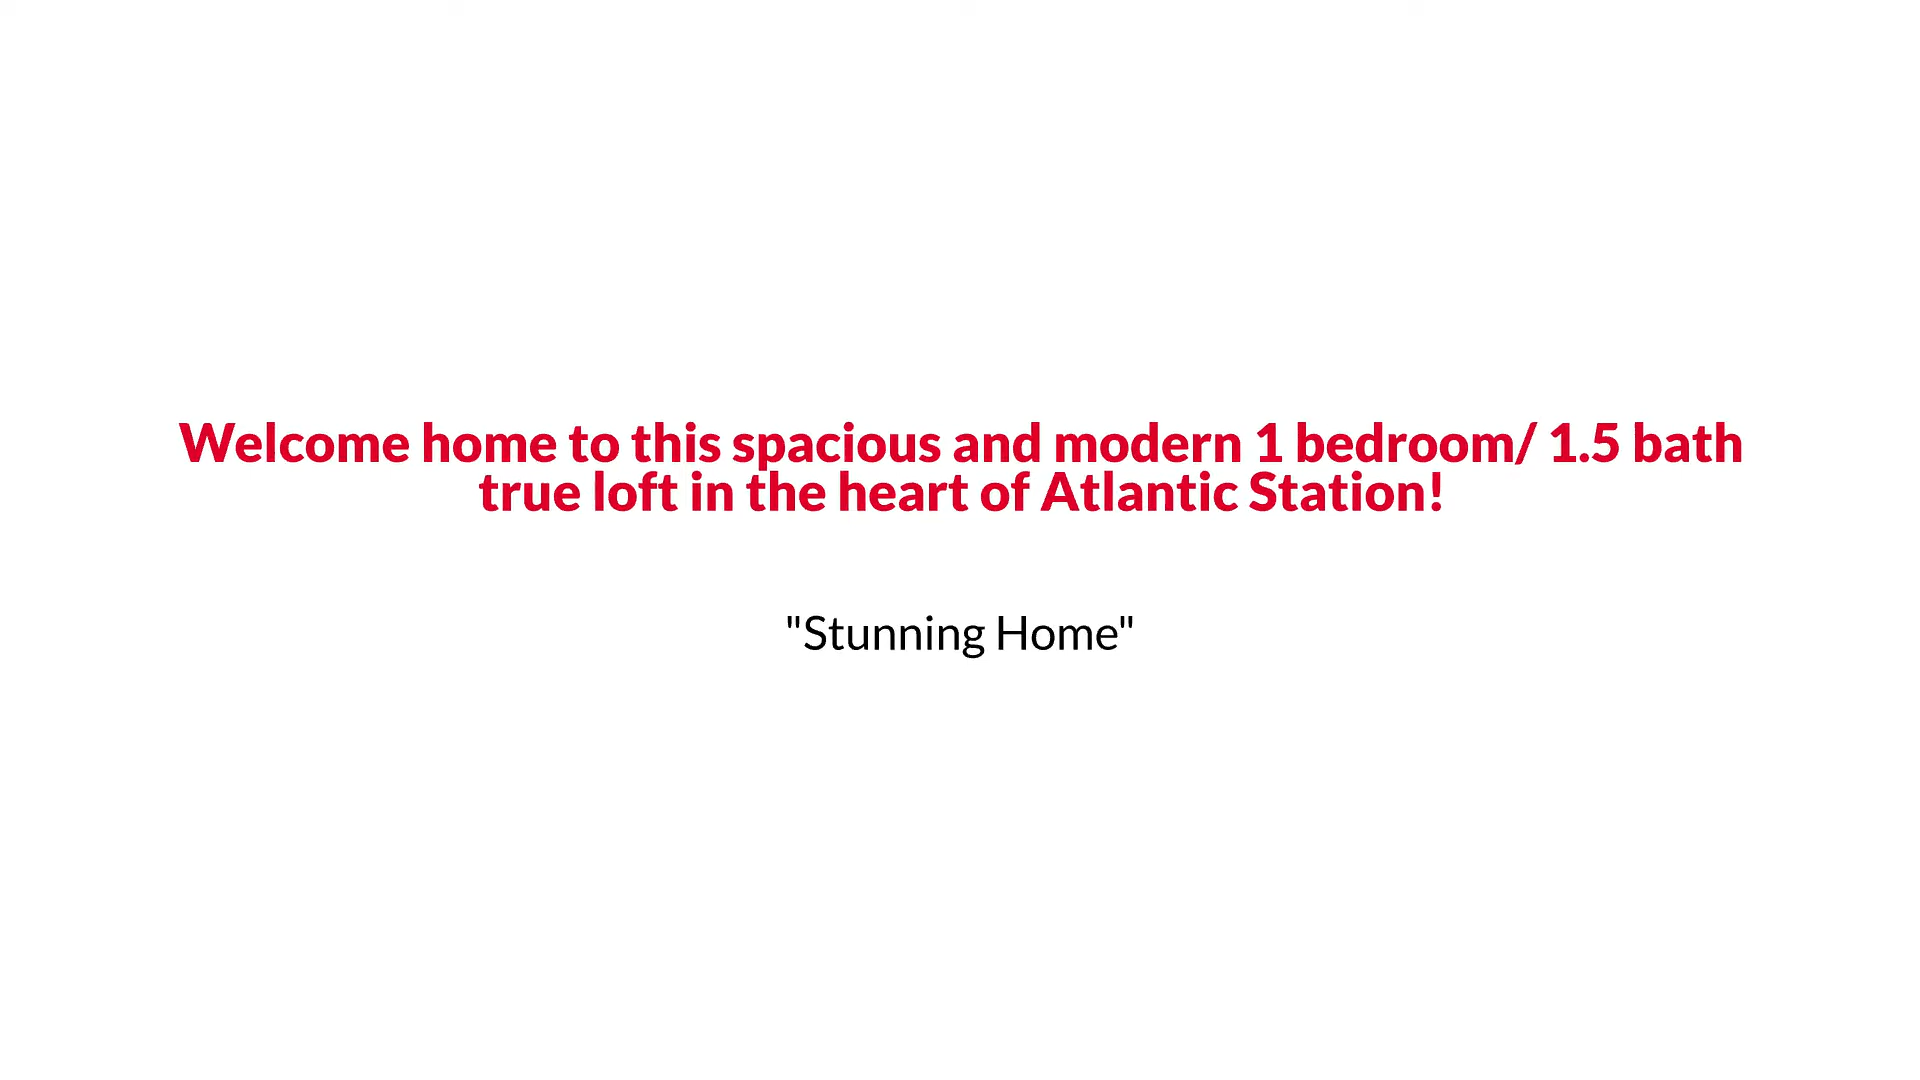 Welcome home to this spacious and modern 1 bedroom/ 1.5 bath
true loft in the heart of Atlantic Station!
"Stunning Home"